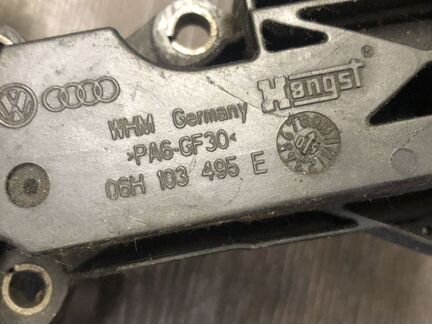 Hengst
WHM Germany
>PA6-GF30<
06H 103 495 E